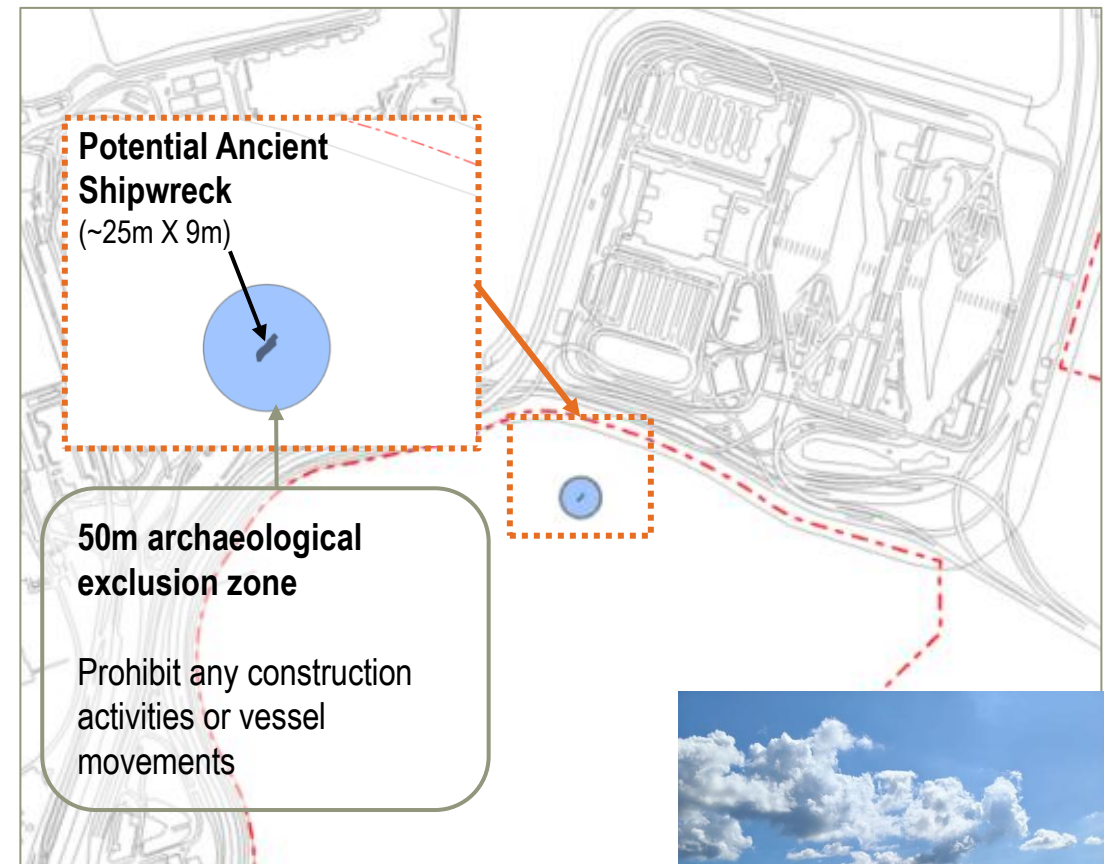 Potential Ancient
Shipwreck
(~25m X 9m)
50m archaeological
exclusion zone
Prohibit any construction
activities or vessel
movements